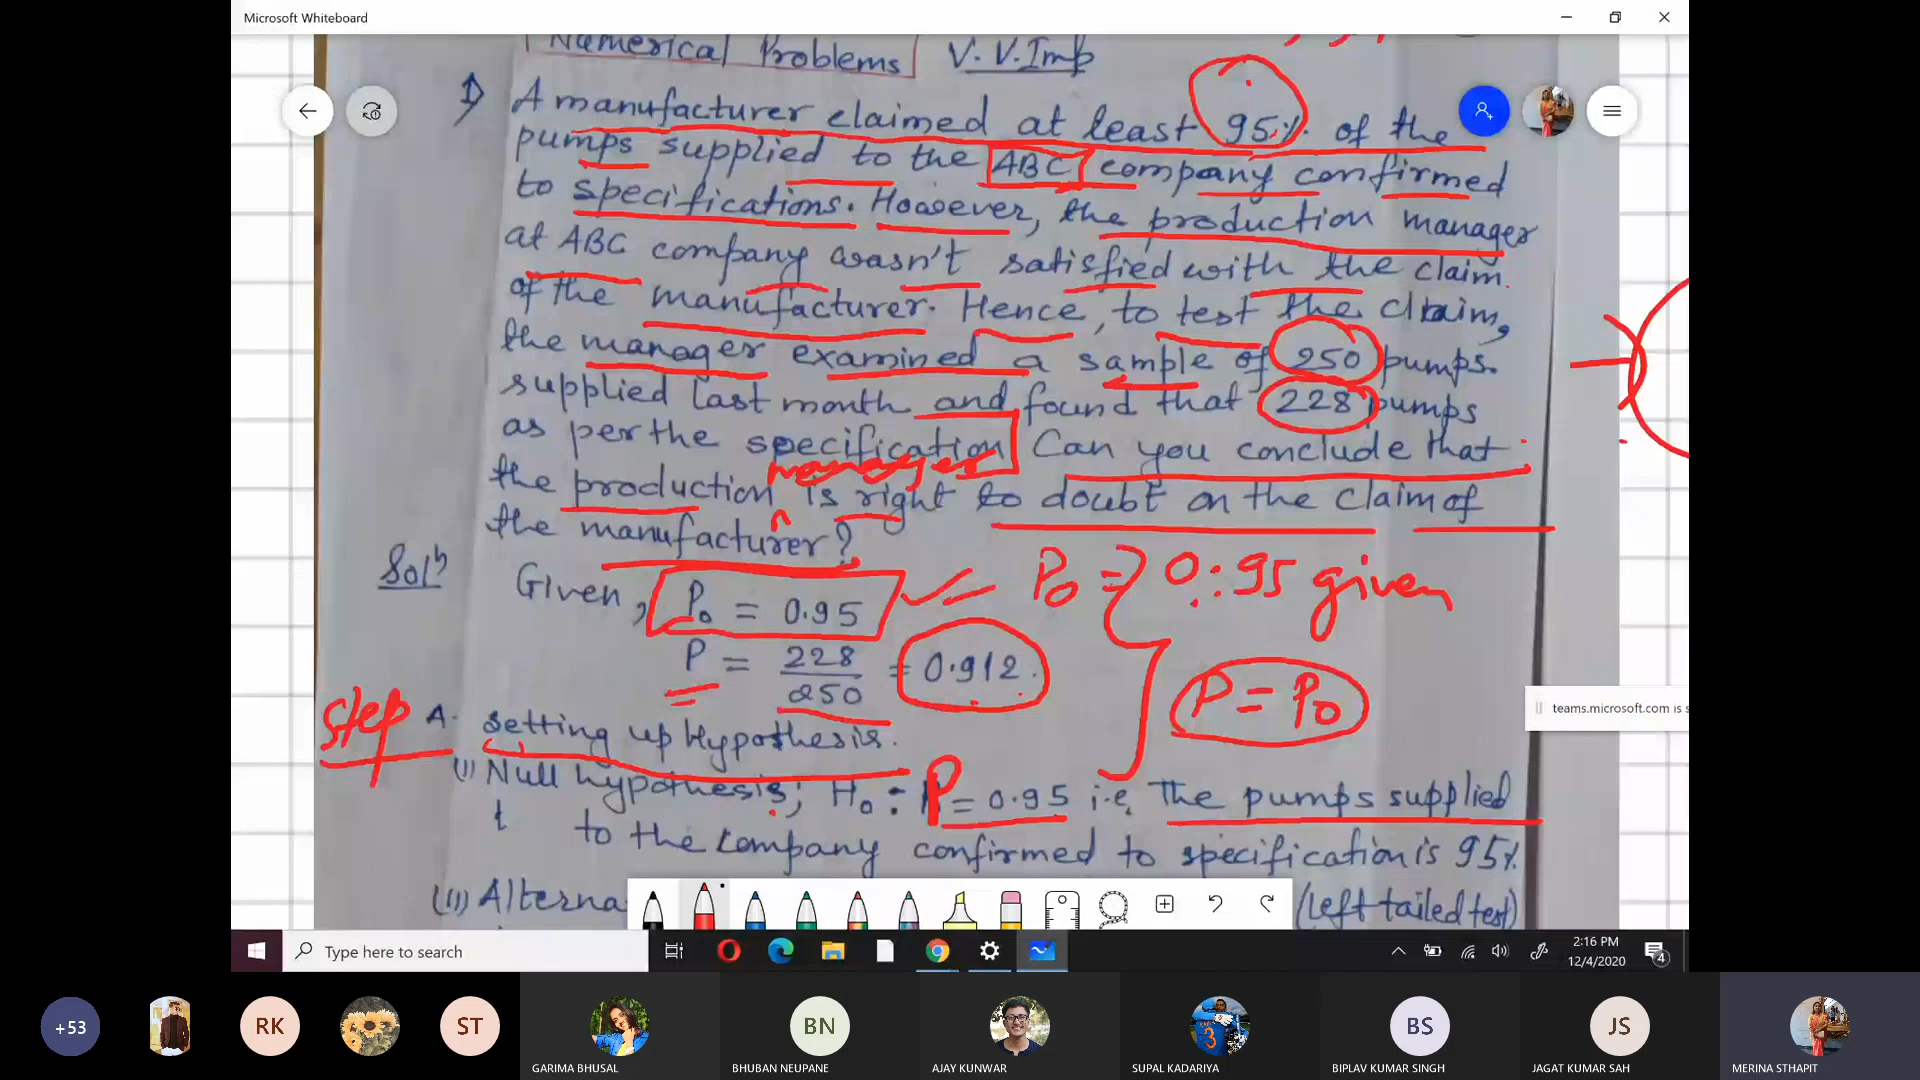 Microsoft Whiteboard
Numerical Problems V.V.Imp
1) A manufacturer claimed at least 95% of the
pumps supplied to the ABC company confirmed
to specifications. However, the production manager
at ABC company wasn't satisfied with the claim
of the manufacturer. Hence, to test the claim,
the manager examined a sample of 250 pumps.
supplied last month and found that 228 pumps
as per the specification Can you conclude that
manager
the production ^ is right to doubt on the claim of
the manufacturer?
Solⁿ
Given, P₀ = 0.95
P₀ = 0.95 given
P = 228/250 = 0.912
P = P₀
Step A. setting up Hypothesis.
(i) Null hypothesis; H₀ : P = 0.95 i.e, the pumps supplied
to the company confirmed to specification is 95%
(ii) Alterna
(left tailed test)
teams.microsoft.com is s
Type here to search
2:16 PM
12/4/2020
4
+53
RK
ST
BN
3
BS
JS
GARIMA BHUSAL
BHUBAN NEUPANE
AJAY KUNWAR
SUPAL KADARIYA
BIPLAV KUMAR SINGH
JAGAT KUMAR SAH
MERINA STHAPIT